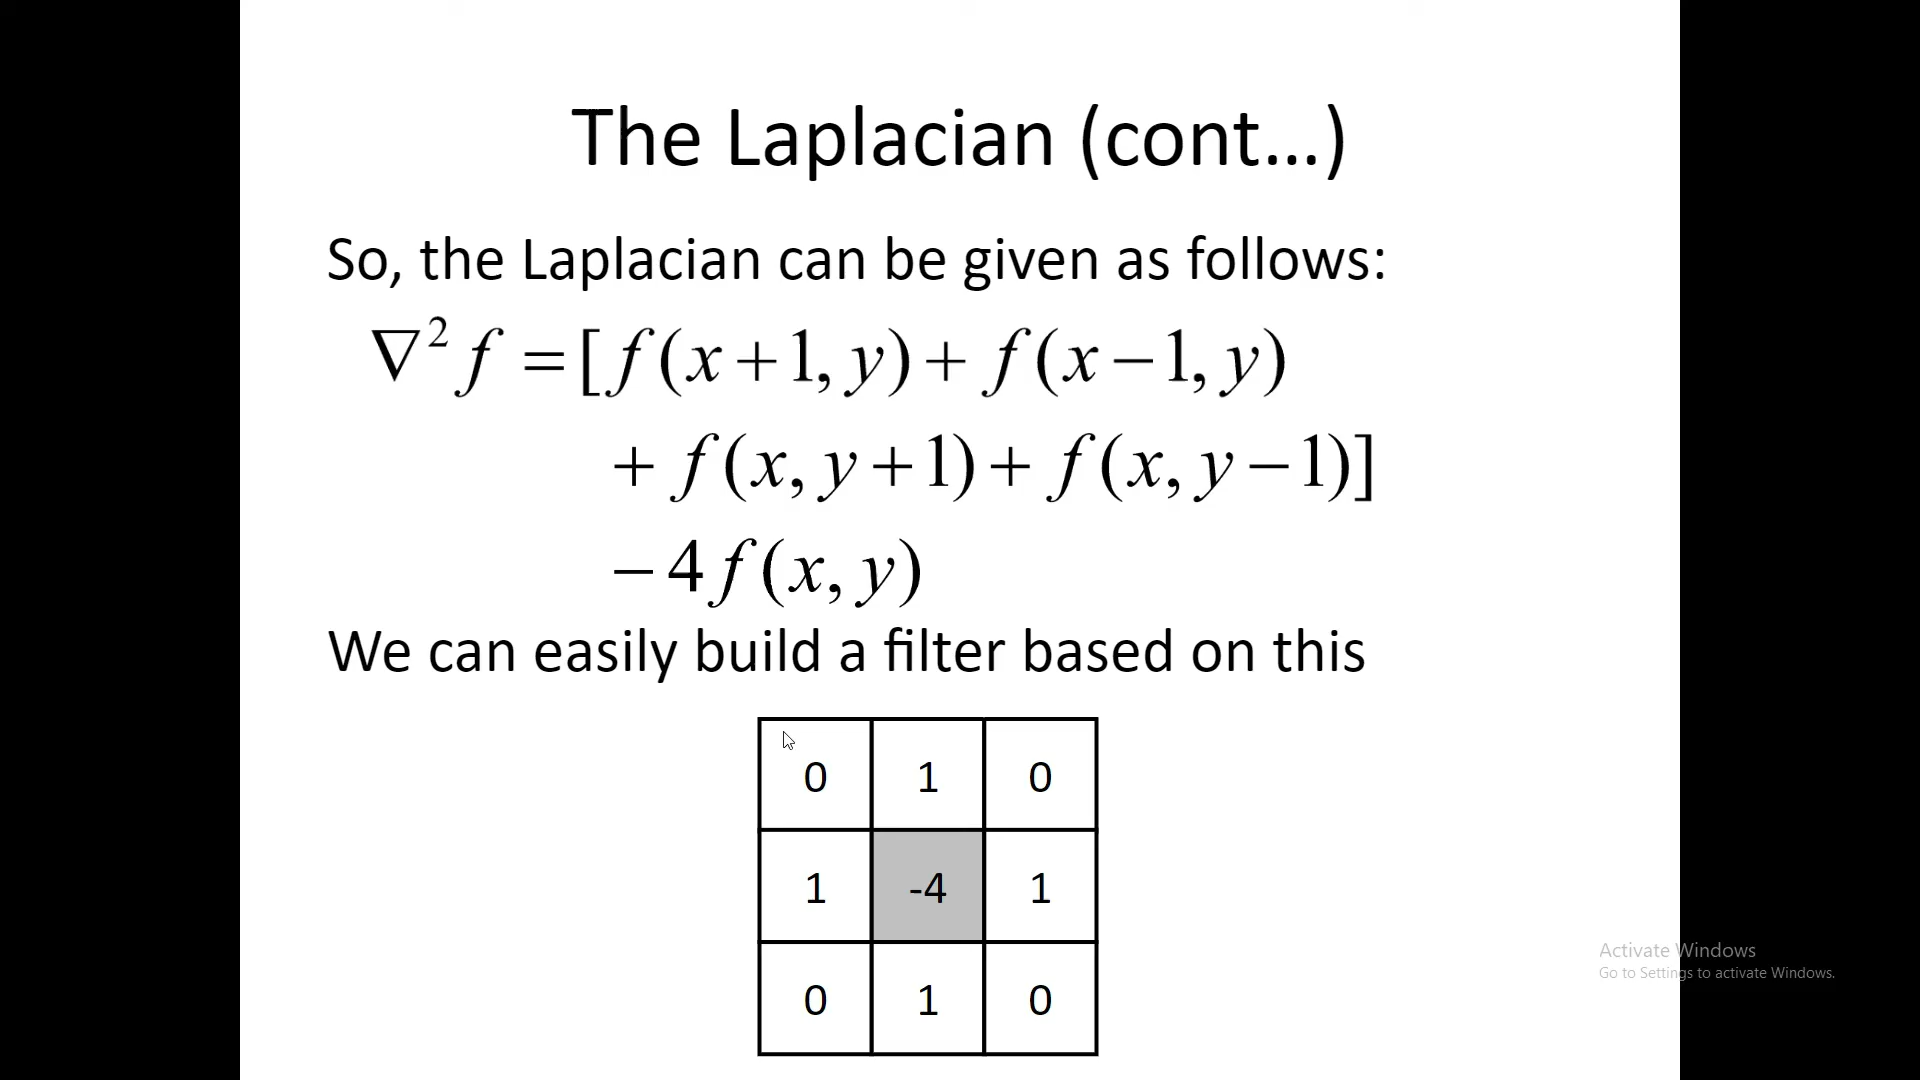 The Laplacian (cont…)
So, the Laplacian can be given as follows:
∇² f = [ f (x + 1, y) + f (x − 1, y)
+ f (x, y + 1) + f (x, y − 1)]
− 4 f (x, y)
We can easily build a filter based on this
0 1 0
1 -4 1
0 1 0
Activate Windows
Go to Settings to activate Windows.